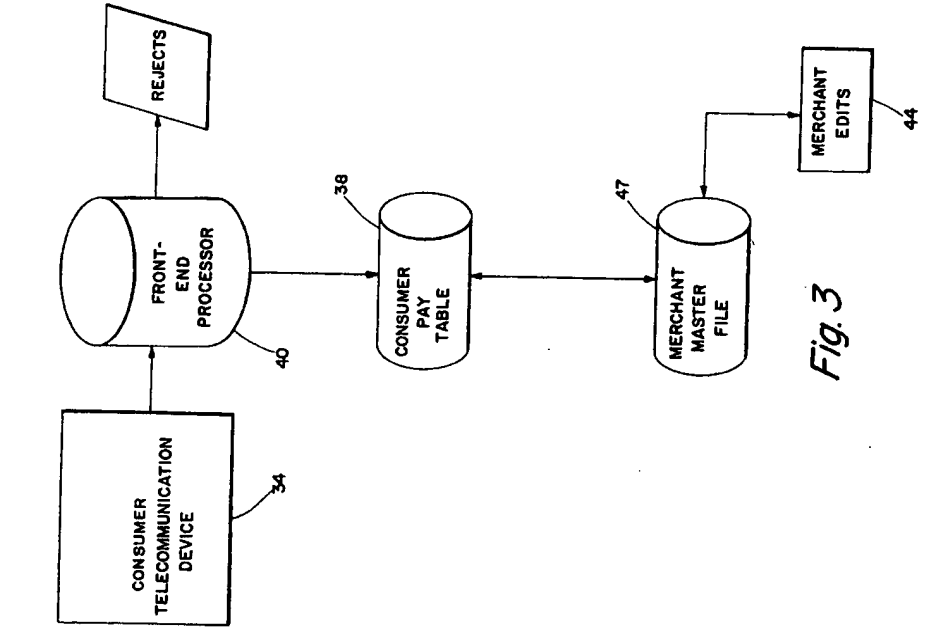 CONSUMER
TELECOMMUNICATION
DEVICE
34
FRONT-
END
PROCESSOR
40
REJECTS
CONSUMER
PAY
TABLE
38
MERCHANT
MASTER
FILE
47
MERCHANT
EDITS
44
Fig. 3